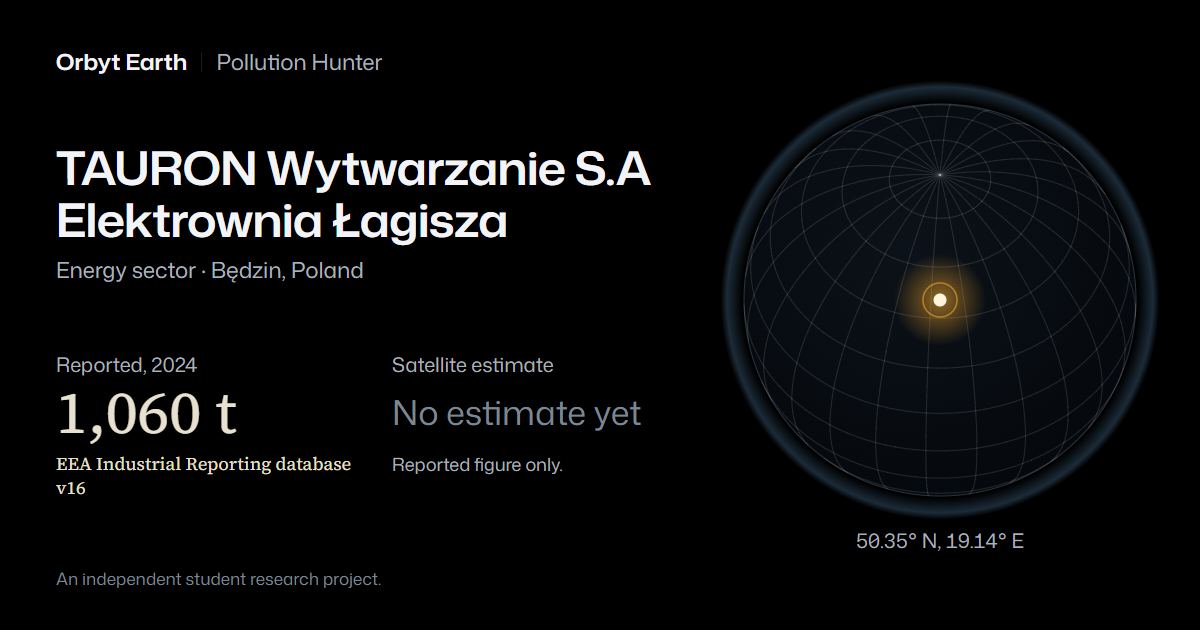 Orbyt Earth | Pollution Hunter
TAURON Wytwarzanie S.A
Elektrownia Łagisza
Energy sector · Będzin, Poland
Reported, 2024
1,060 t
EEA Industrial Reporting database
v16
Satellite estimate
No estimate yet
Reported figure only.
50.35° N, 19.14° E
An independent student research project.